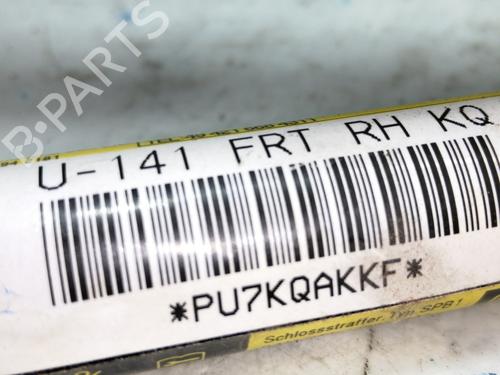 B-PARTS
U-141 FRT RH KQ
*PU7KQAKKF*
Schlossstraffer, Typ SPB1